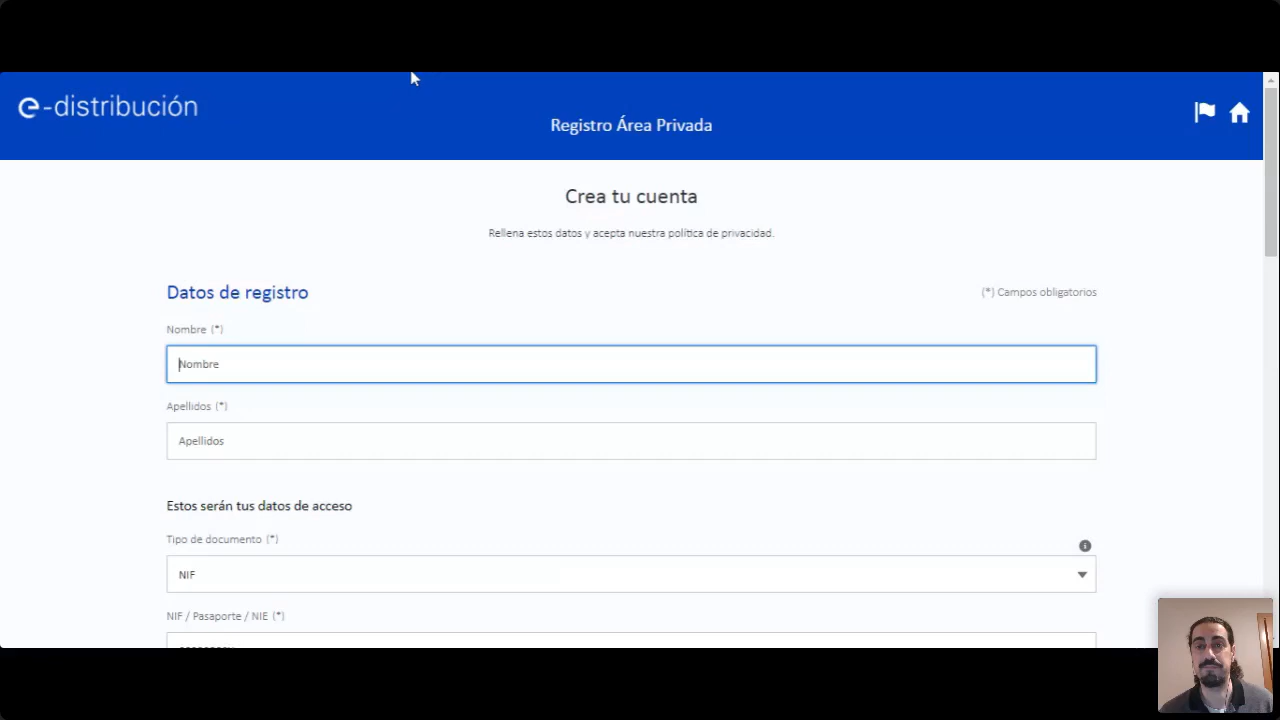 e-distribución
Registro Área Privada
Crea tu cuenta
Rellena estos datos y acepta nuestra política de privacidad.
Datos de registro
(*) Campos obligatorios
Nombre (*)
Nombre
Apellidos (*)
Apellidos
Estos serán tus datos de acceso
Tipo de documento (*)
NIF
NIF / Pasaporte / NIE (*)